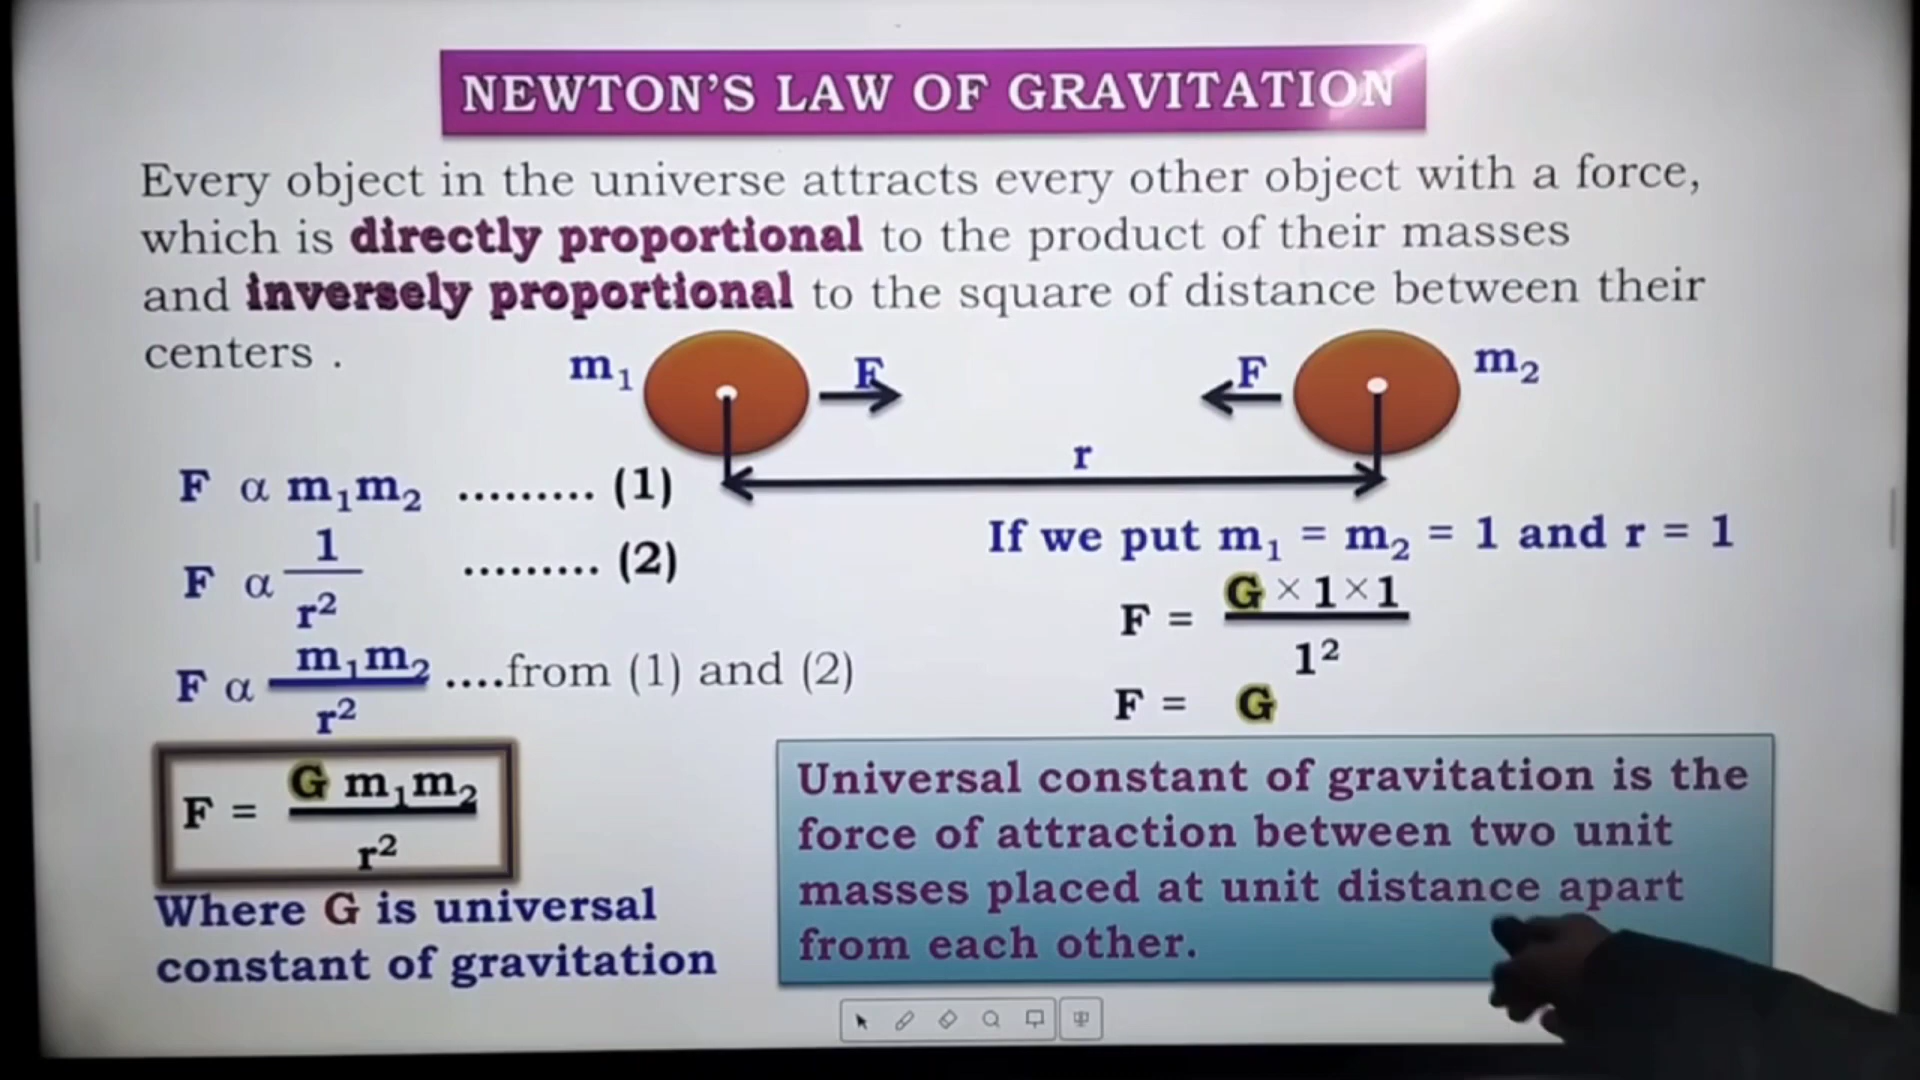 NEWTON'S LAW OF GRAVITATION
Every object in the universe attracts every other object with a force,
which is directly proportional to the product of their masses
and inversely proportional to the square of distance between their
centers .
m₁ F F m₂
r
F α m₁m₂ ......... (1)
F α 1/r² ......... (2)
F α m₁m₂/r² ....from (1) and (2)
F = G m₁m₂/r²
Where G is universal
constant of gravitation
If we put m₁ = m₂ = 1 and r = 1
F = G × 1 × 1/1²
F = G
Universal constant of gravitation is the
force of attraction between two unit
masses placed at unit distance apart
from each other.